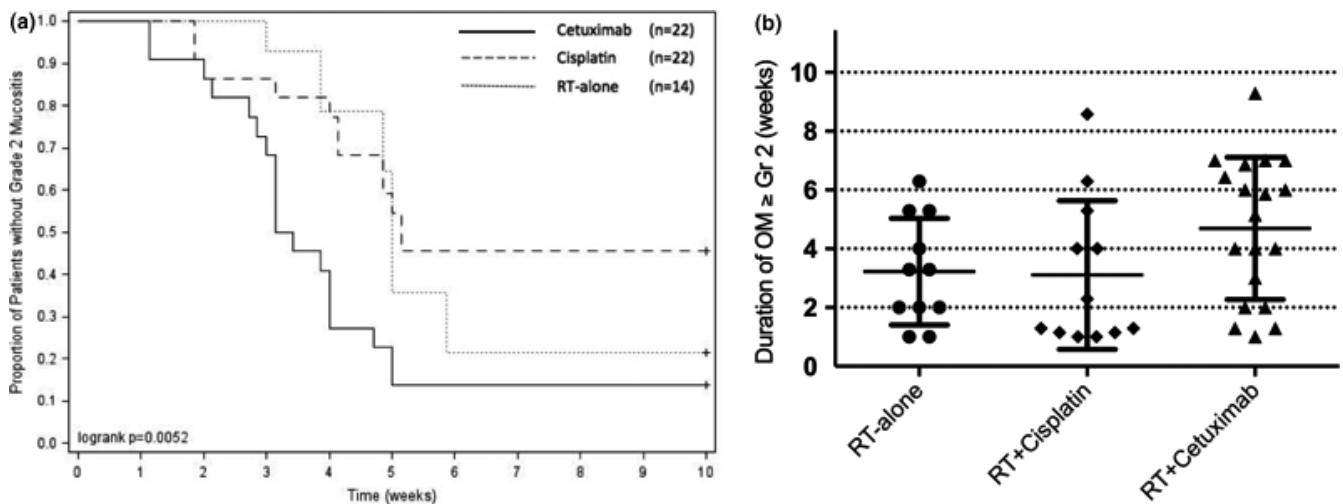 (a)
Proportion of Patients without Grade 2 Mucositis
1.0
0.9
0.8
0.7
0.6
0.5
0.4
0.3
0.2
0.1
0.0
Cetuximab (n=22)
Cisplatin (n=22)
RT-alone (n=14)
logrank p=0.0052
0 1 2 3 4 5 6 7 8 9 10
Time (weeks)
(b)
Duration of OM ≥ Gr 2 (weeks)
10
8
6
4
2
0
RT-alone
RT+Cisplatin
RT+Cetuximab